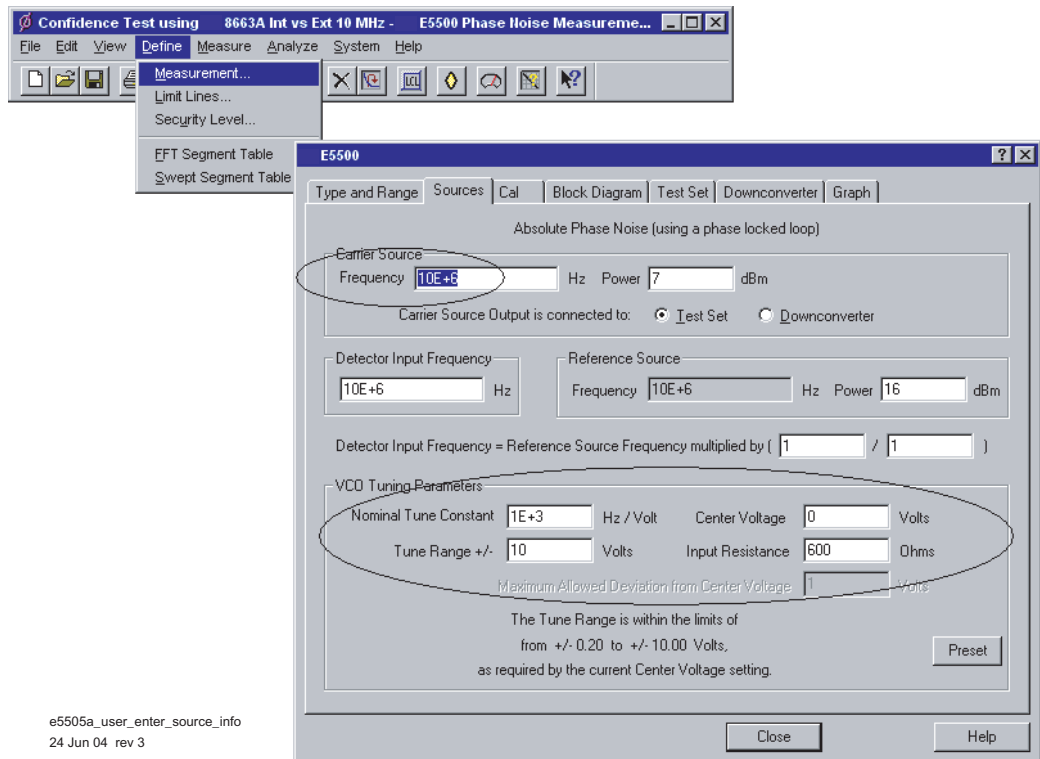 Confidence Test using 8663A Int vs Ext 10 MHz - E5500 Phase Noise Measureme...
File Edit View Define Measure Analyze System Help
Measurement...
Limit Lines...
Security Level...
FFT Segment Table
Swept Segment Table
E5500
Type and Range Sources Cal Block Diagram Test Set Downconverter Graph
Absolute Phase Noise (using a phase locked loop)
Carrier Source
Frequency 10E+6 Hz Power 7 dBm
Carrier Source Output is connected to: Test Set Downconverter
Detector Input Frequency
10E+6 Hz
Reference Source
Frequency 10E+6 Hz Power 16 dBm
Detector Input Frequency = Reference Source Frequency multiplied by ( 1 / 1 )
VCO Tuning Parameters
Nominal Tune Constant 1E+3 Hz / Volt Center Voltage 0 Volts
Tune Range +/- 10 Volts Input Resistance 600 Ohms
Maximum Allowed Deviation from Center Voltage 1 Volts
The Tune Range is within the limits of
from +/- 0.20 to +/- 10.00 Volts,
as required by the current Center Voltage setting.
Preset
Close Help
e5505a_user_enter_source_info
24 Jun 04 rev 3